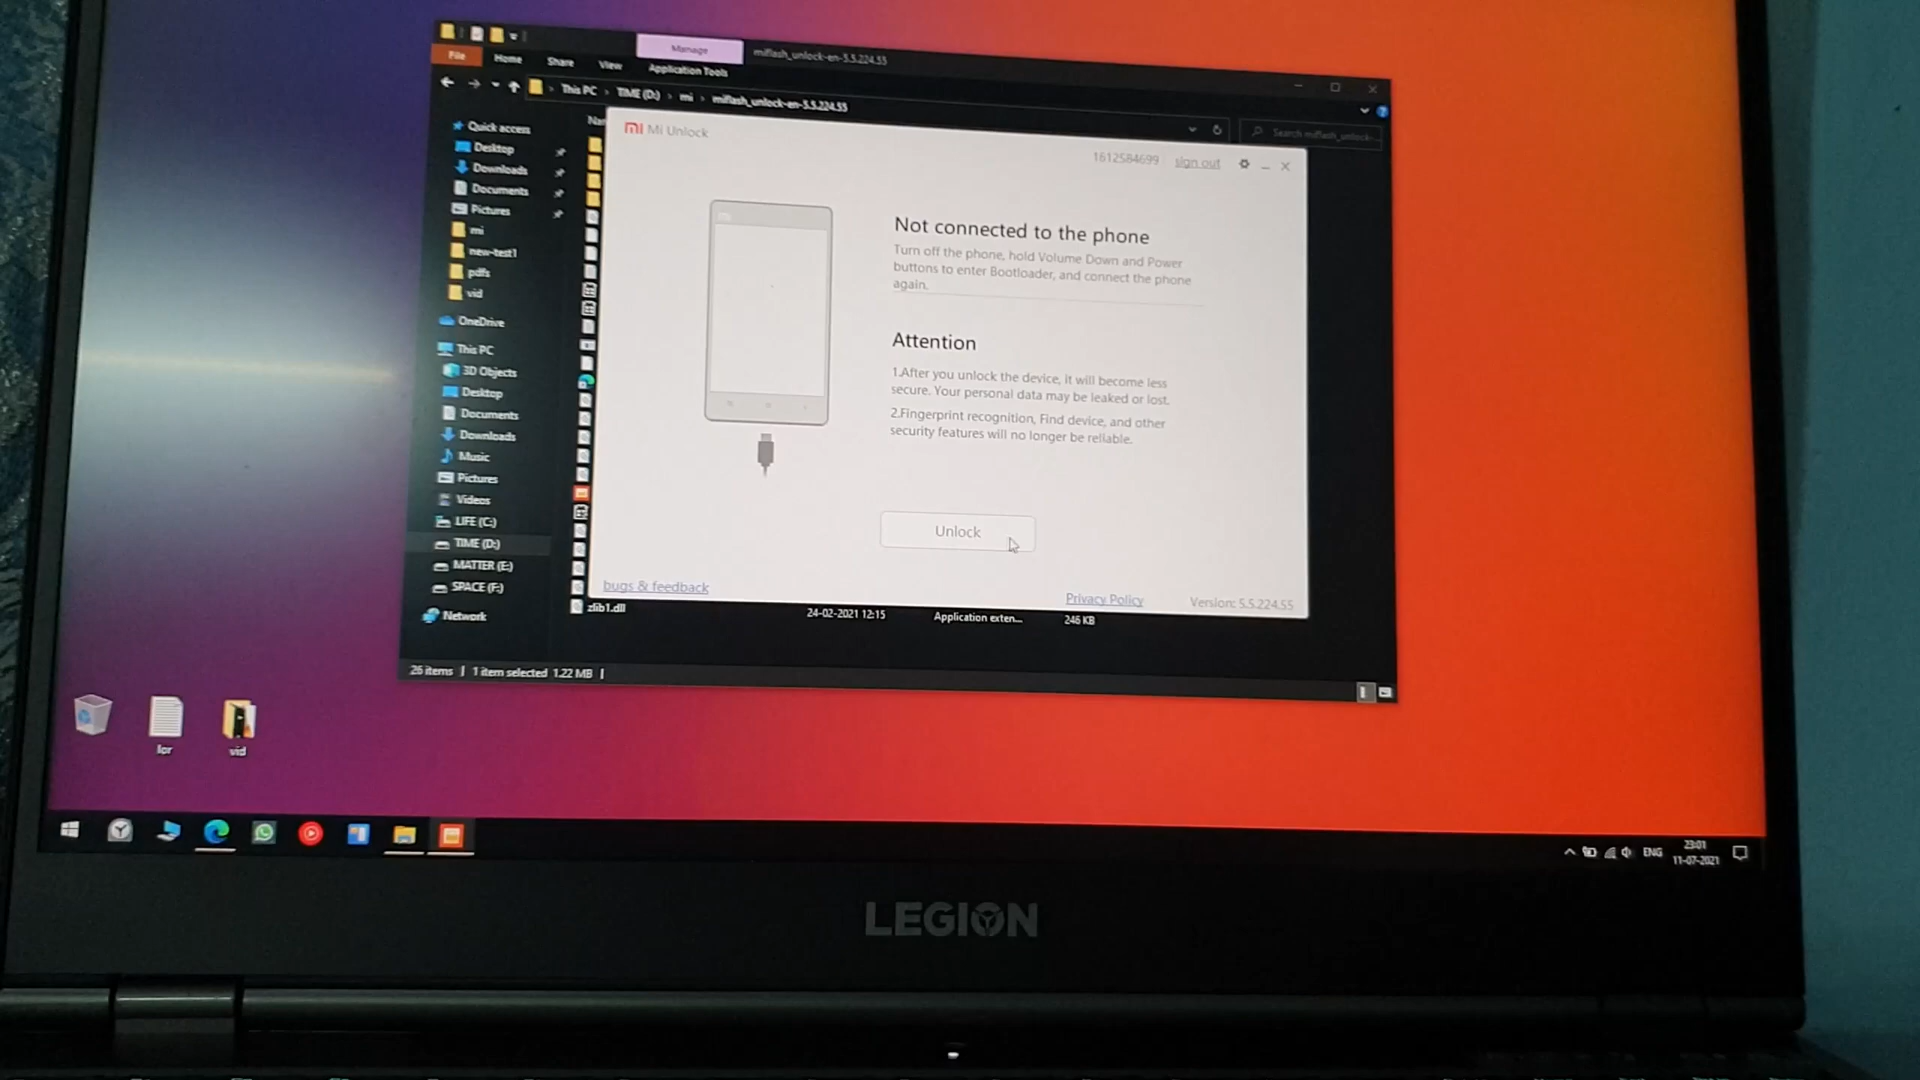 Manage
miflash_unlock-en-5.5.224.55
File
Home
Share
View
Application Tools
This PC
TIME (D:)
mi
miflash_unlock-en-5.5.224.55
Search miflash_unlock-
Quick access
Desktop
Downloads
Documents
Pictures
mi
new-test1
pdfs
vid
OneDrive
This PC
3D Objects
Desktop
Documents
Downloads
Music
Pictures
Videos
LIFE (C:)
TIME (D:)
MATTER (E:)
SPACE (F:)
Network
Nar
Mi Unlock
1612584699
sign out
Not connected to the phone
Turn off the phone, hold Volume Down and Power
buttons to enter Bootloader, and connect the phone
again.
Attention
1.After you unlock the device, it will become less
secure. Your personal data may be leaked or lost.
2.Fingerprint recognition, Find device, and other
security features will no longer be reliable.
Unlock
bugs & feedback
Privacy Policy
Version: 5.5.224.55
zlib1.dll
24-02-2021 12:15
Application exten...
246 KB
26 items
1 item selected 1.22 MB
lor
vid
ENG
23:01
11-07-2021
LEGION